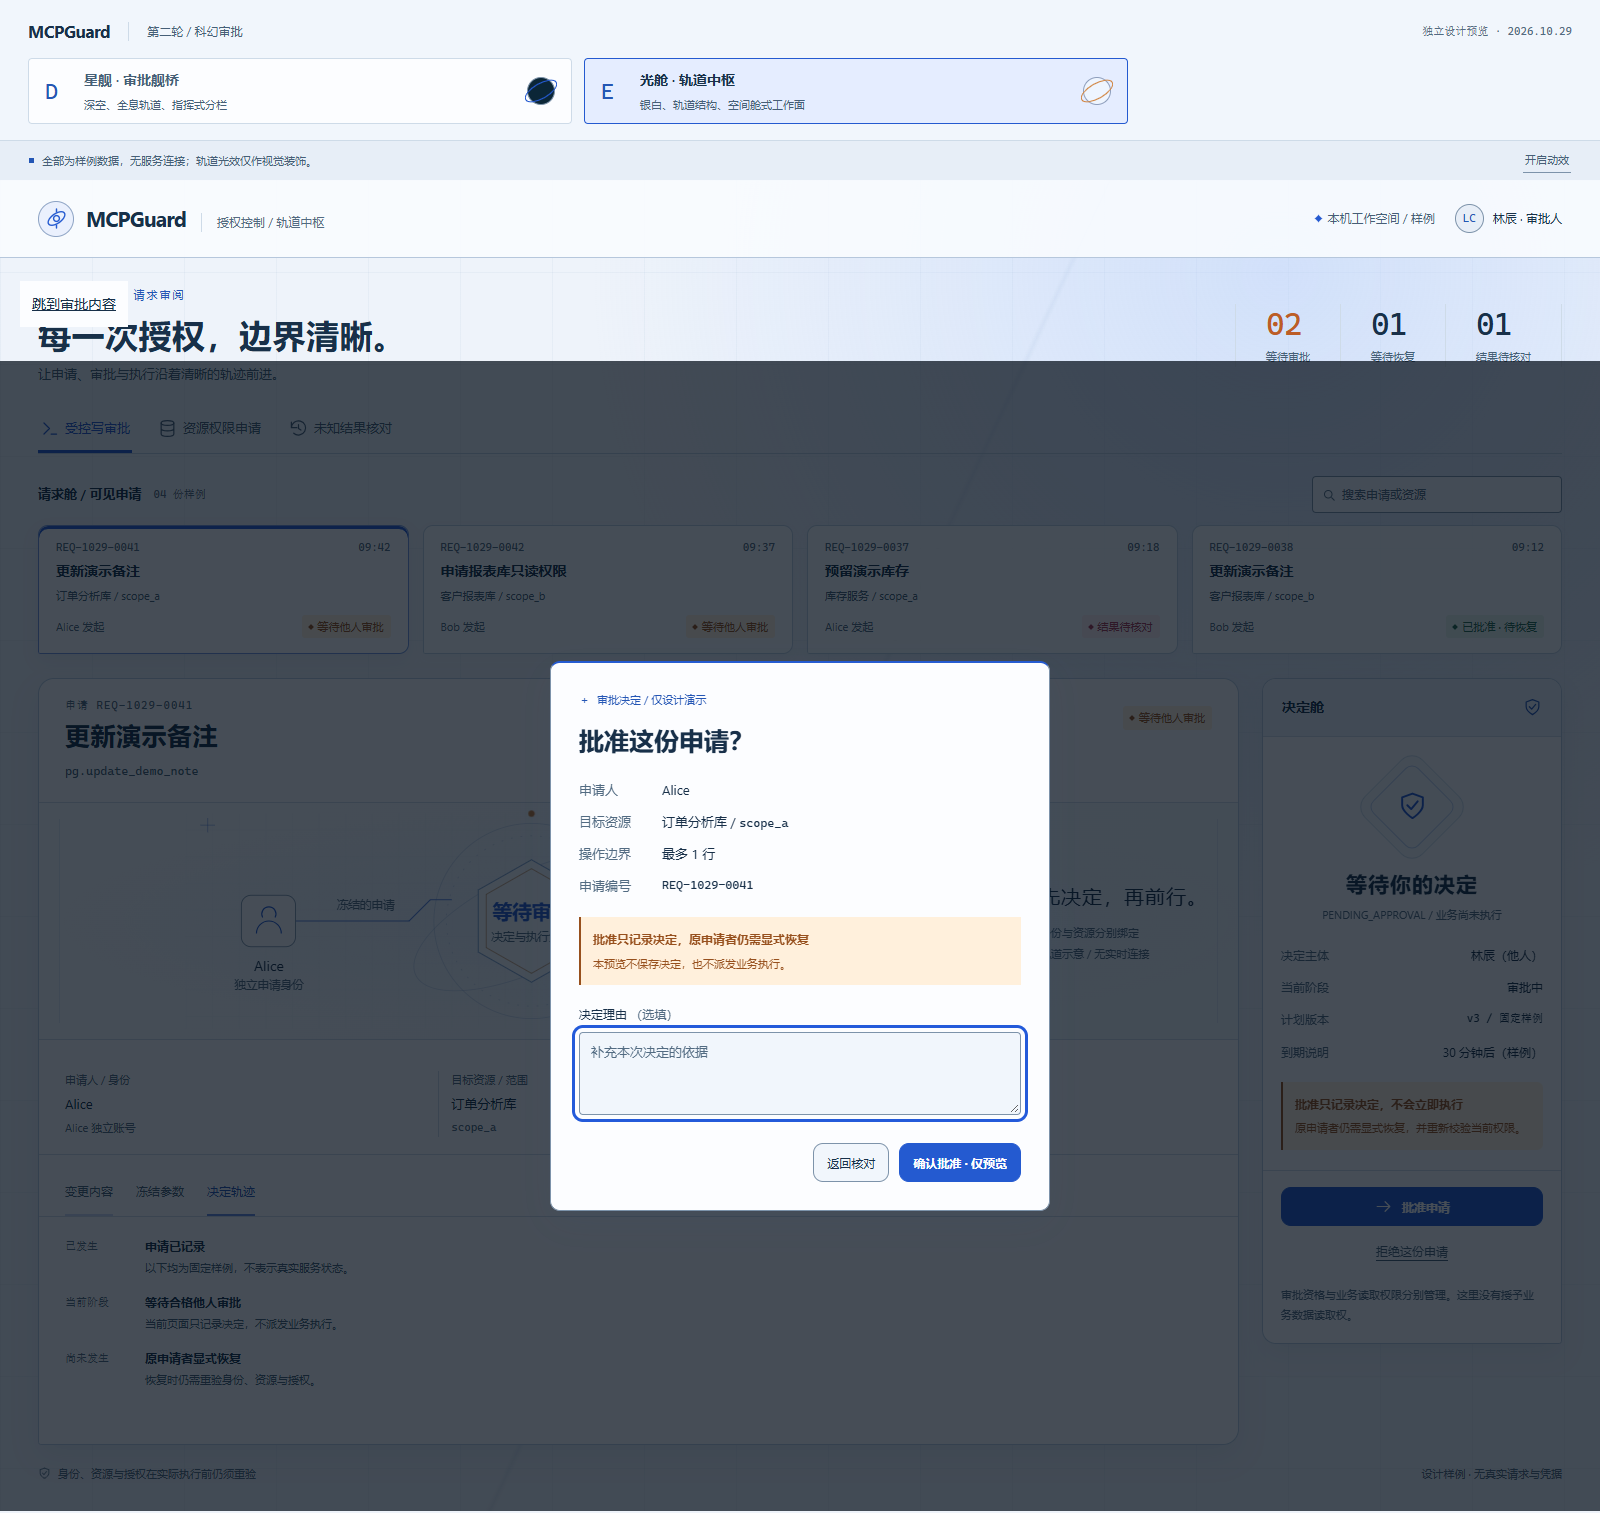 MCPGuard
第二轮 / 科幻审批
独立设计预览 · 2026.10.29
D
星舰 · 审批舰桥
深空、全息轨道、指挥式分栏
E
光舱 · 轨道中枢
银白、轨道结构、空间舱式工作面
全部为样例数据，无服务连接；轨道光效仅作视觉装饰。
开启动效
MCPGuard
授权控制 / 轨道中枢
本机工作空间 / 样例
LC
林辰 · 审批人
跳到审批内容
请求审阅
每一次授权，边界清晰。
让申请、审批与执行沿着清晰的轨迹前进。
02
等待审批
01
等待恢复
01
结果待核对
受控写审批
资源权限申请
未知结果核对
请求舱 / 可见申请
04 份样例
搜索申请或资源
REQ-1029-0041
09:42
更新演示备注
订单分析库 / scope_a
Alice 发起
等待他人审批
REQ-1029-0042
09:37
申请报表库只读权限
客户报表库 / scope_b
Bob 发起
等待他人审批
REQ-1029-0037
09:18
预留演示库存
库存服务 / scope_a
Alice 发起
结果待核对
REQ-1029-0038
09:12
更新演示备注
客户报表库 / scope_b
Bob 发起
已批准 · 待恢复
申请 REQ-1029-0041
更新演示备注
pg.update_demo_note
等待他人审批
冻结的申请
Alice
独立申请身份
等待审
决定与执行
先决定，再前行。
份与资源分别绑定
道示意 / 无实时连接
申请人 / 身份
Alice
Alice 独立账号
目标资源 / 范围
订单分析库
scope_a
变更内容
冻结参数
决定轨迹
已发生
申请已记录
以下均为固定样例，不表示真实服务状态。
当前阶段
等待合格他人审批
当前页面只记录决定，不派发业务执行。
尚未发生
原申请者显式恢复
恢复时仍需重验身份、资源与授权。
+ 审批决定 / 仅设计演示
批准这份申请？
申请人
Alice
目标资源
订单分析库 / scope_a
操作边界
最多 1 行
申请编号
REQ-1029-0041
批准只记录决定，原申请者仍需显式恢复
本预览不保存决定，也不派发业务执行。
决定理由 （选填）
补充本次决定的依据
返回核对
确认批准 · 仅预览
决定舱
等待你的决定
PENDING_APPROVAL / 业务尚未执行
决定主体
林辰（他人）
当前阶段
审批中
计划版本
v3 / 固定样例
到期说明
30 分钟后（样例）
批准只记录决定，不会立即执行
原申请者仍需显式恢复，并重新校验当前权限。
批准申请
拒绝这份申请
审批资格与业务读取权限分别管理。这里没有授予业
务数据读取权。
身份、资源与授权在实际执行前仍须重验
设计样例 · 无真实请求与凭据